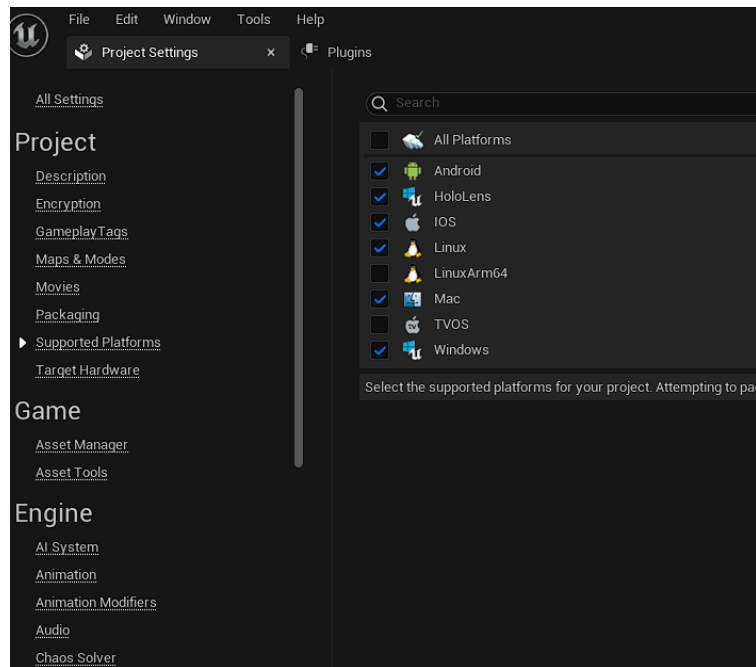 File Edit Window Tools Help
Project Settings × Plugins
All Settings
Project
Description
Encryption
GameplayTags
Maps & Modes
Movies
Packaging
Supported Platforms
Target Hardware
Game
Asset Manager
Asset Tools
Engine
AI System
Animation
Animation Modifiers
Audio
Chaos Solver
Search
All Platforms
Android
HoloLens
IOS
Linux
LinuxArm64
Mac
TVOS
Windows
Select the supported platforms for your project. Attempting to pa